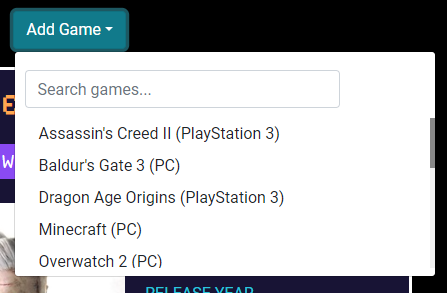 Add Game
Search games...
E
Assassin's Creed II (PlayStation 3)
Baldur's Gate 3 (PC)
W
Dragon Age Origins (PlayStation 3)
Minecraft (PC)
Overwatch 2 (PC)
RELEASE YEAR